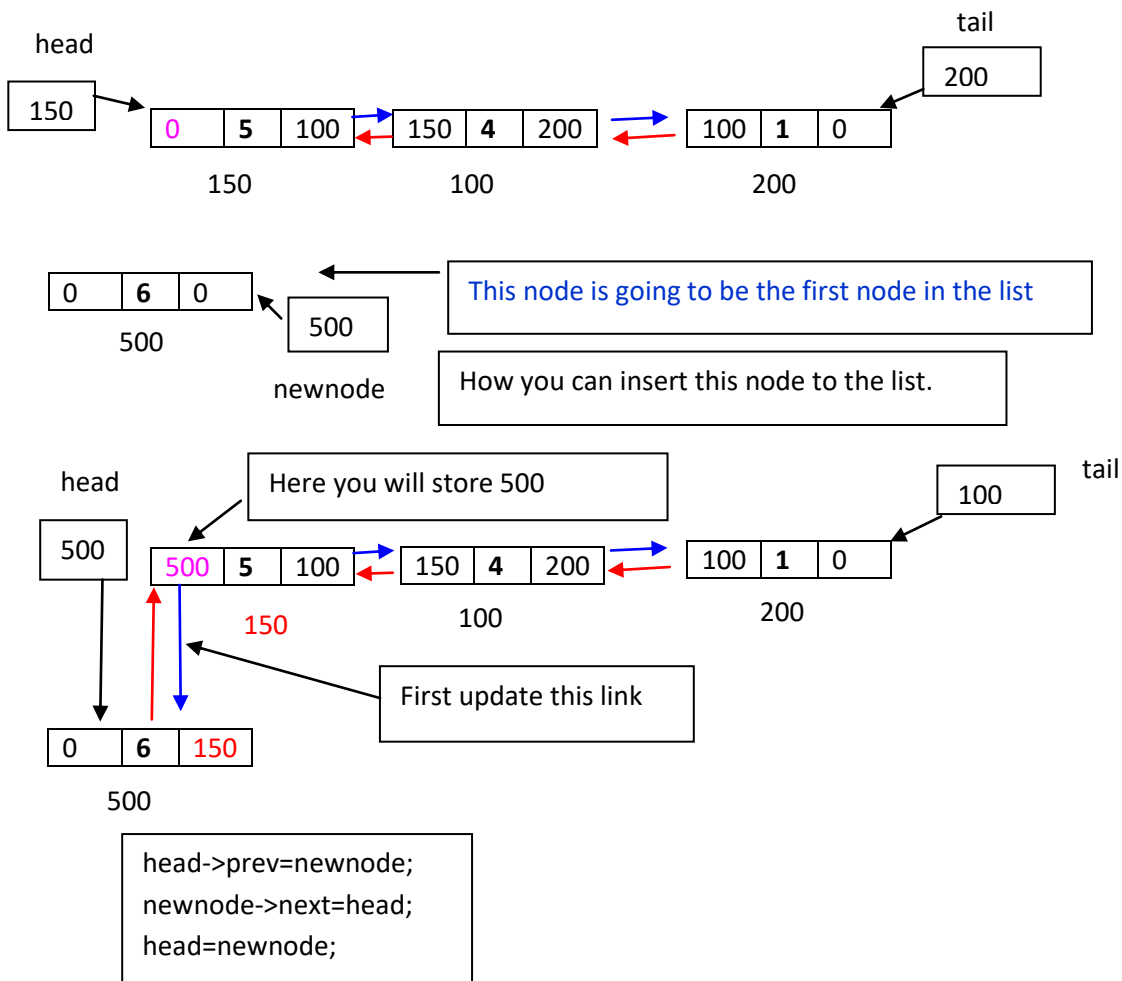 head
tail
150
200
0 5 100
150 4 200
100 1 0
150
100
200
0 6 0
This node is going to be the first node in the list
500
500
newnode
How you can insert this node to the list.
head
Here you will store 500
tail
100
500
500 5 100
150 4 200
100 1 0
150
100
200
First update this link
0 6 150
500
head->prev=newnode;
newnode->next=head;
head=newnode;